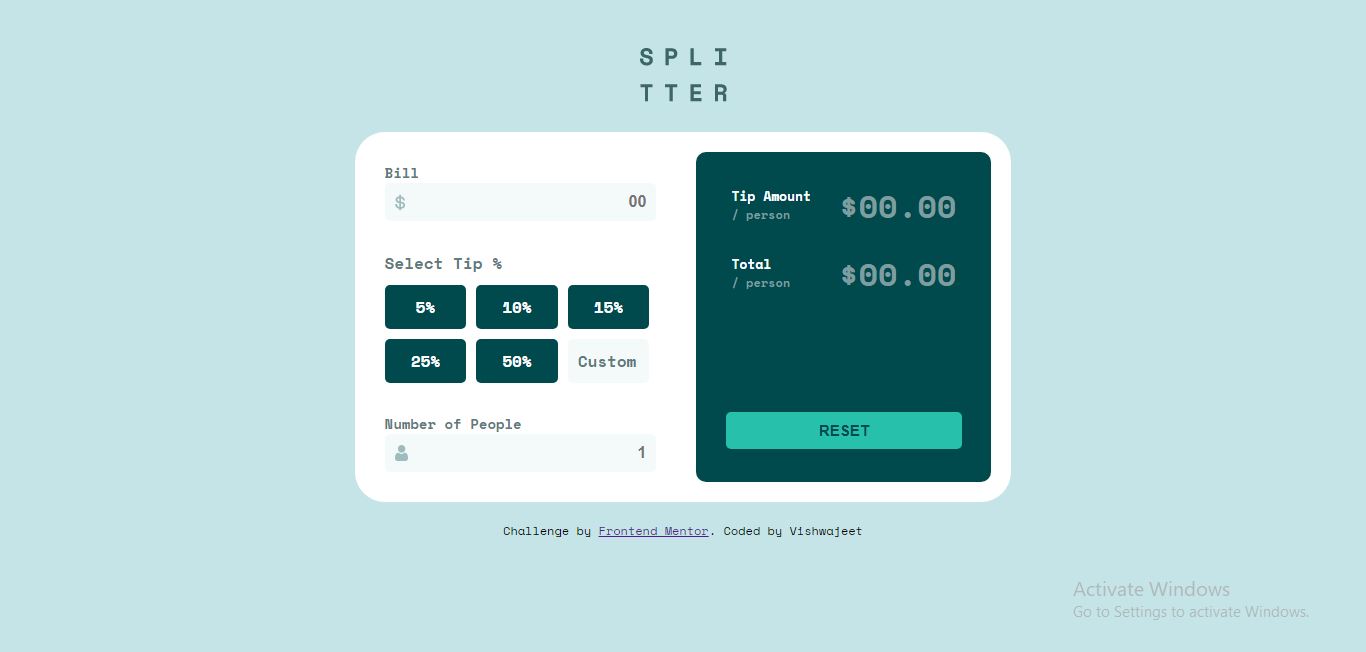 SPLI
TTER
Bill
$ 00
Select Tip %
5% 10% 15%
25% 50% Custom
Number of People
1
Tip Amount
/ person
$00.00
Total
/ person
$00.00
RESET
Challenge by Frontend Mentor. Coded by Vishwajeet
Activate Windows
Go to Settings to activate Windows.